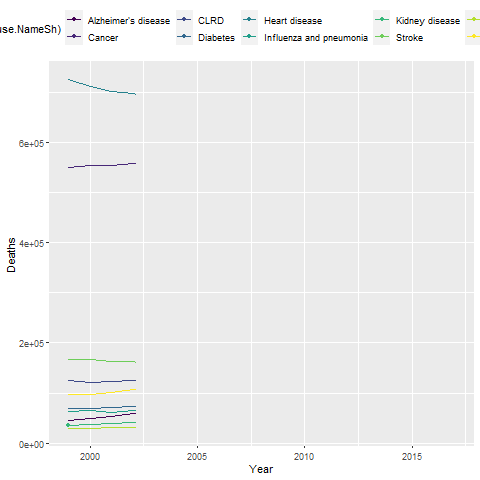 use.NameSh)
Alzheimer's disease
CLRD
Heart disease
Kidney disease
Cancer
Diabetes
Influenza and pneumonia
Stroke
6e+05
4e+05
2e+05
0e+00
Deaths
2000
2005
2010
2015
Year